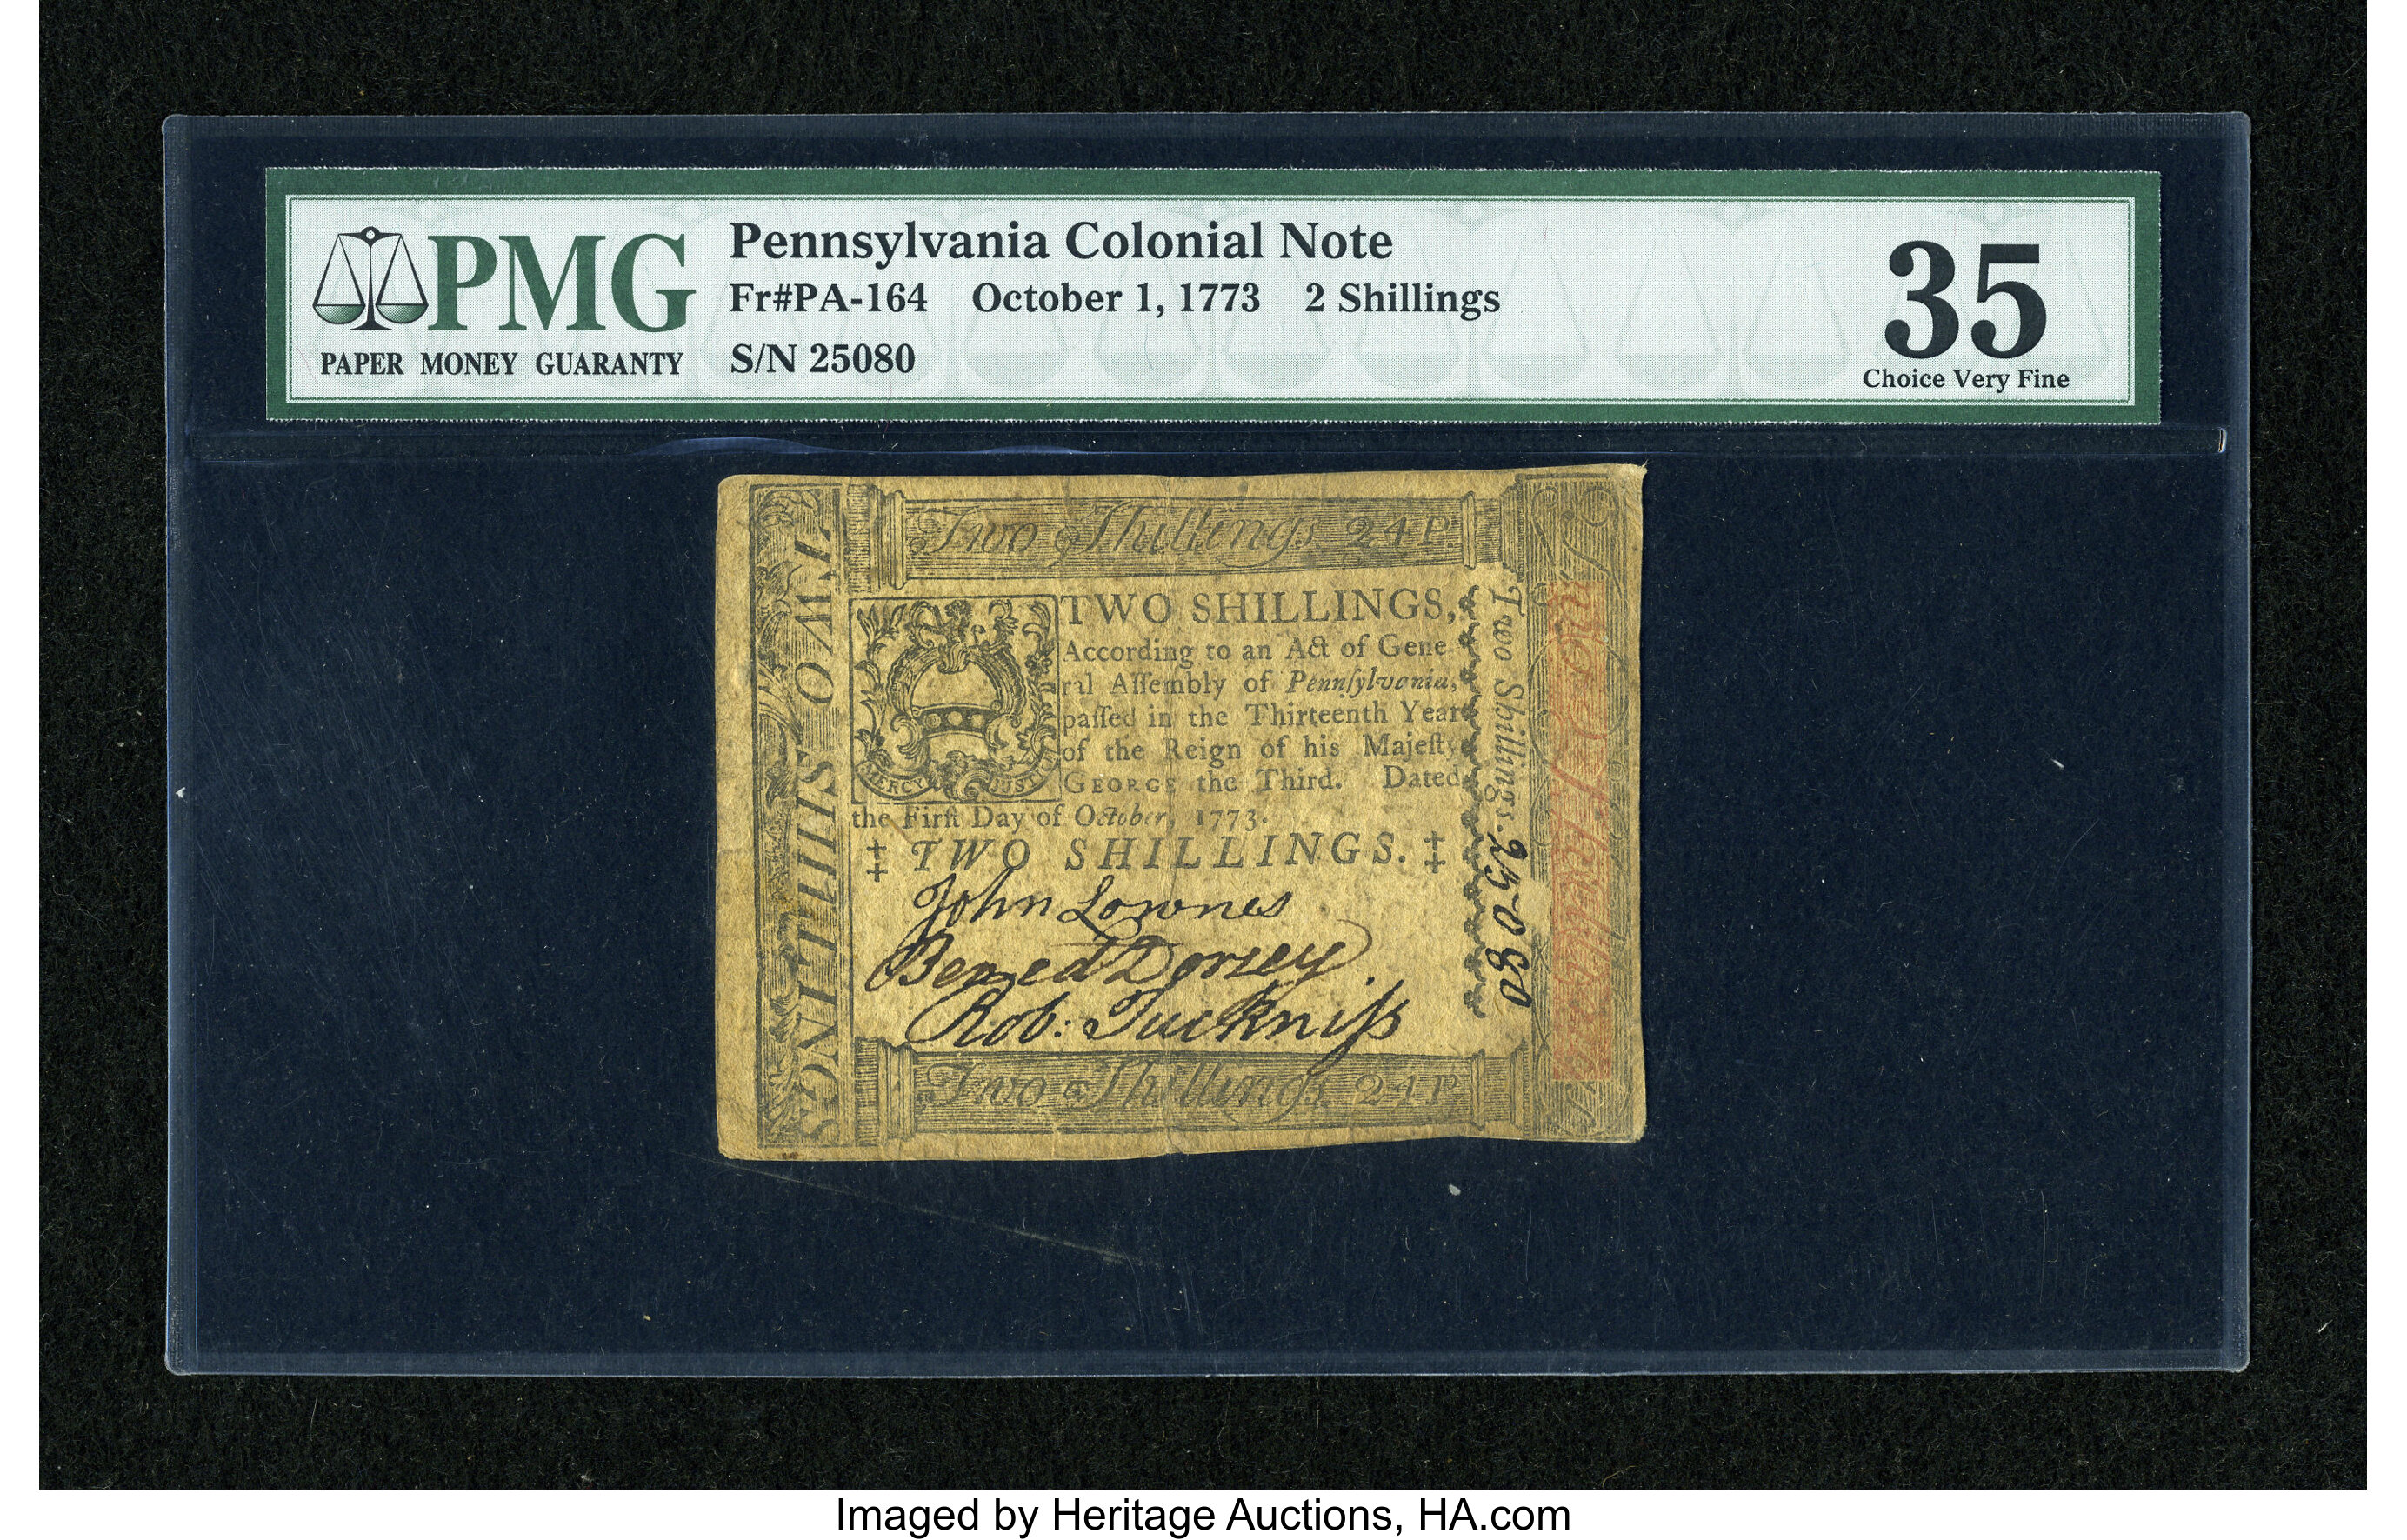 PMG
PAPER MONEY GUARANTY
Pennsylvania Colonial Note
Fr#PA-164 October 1, 1773 2 Shillings
S/N 25080
35
Choice Very Fine
Two Shillings 24 P.
TWO SHILLINGS
TWO SHILLINGS,
According to an Act of Gene
ral Aſſembly of Pennſylvania,
paſſed in the Thirteenth Year
of the Reign of his Majeſty
GEORGE the Third. Dated
the Firſt Day of October, 1773.
MERCY JUSTI
‡ TWO SHILLINGS. ‡
John Lownes
Bened Dorsey.
Rob: Tuckniſs
Two Shillings 24 P.
Two Shillings.
25080
Imaged by Heritage Auctions, HA.com